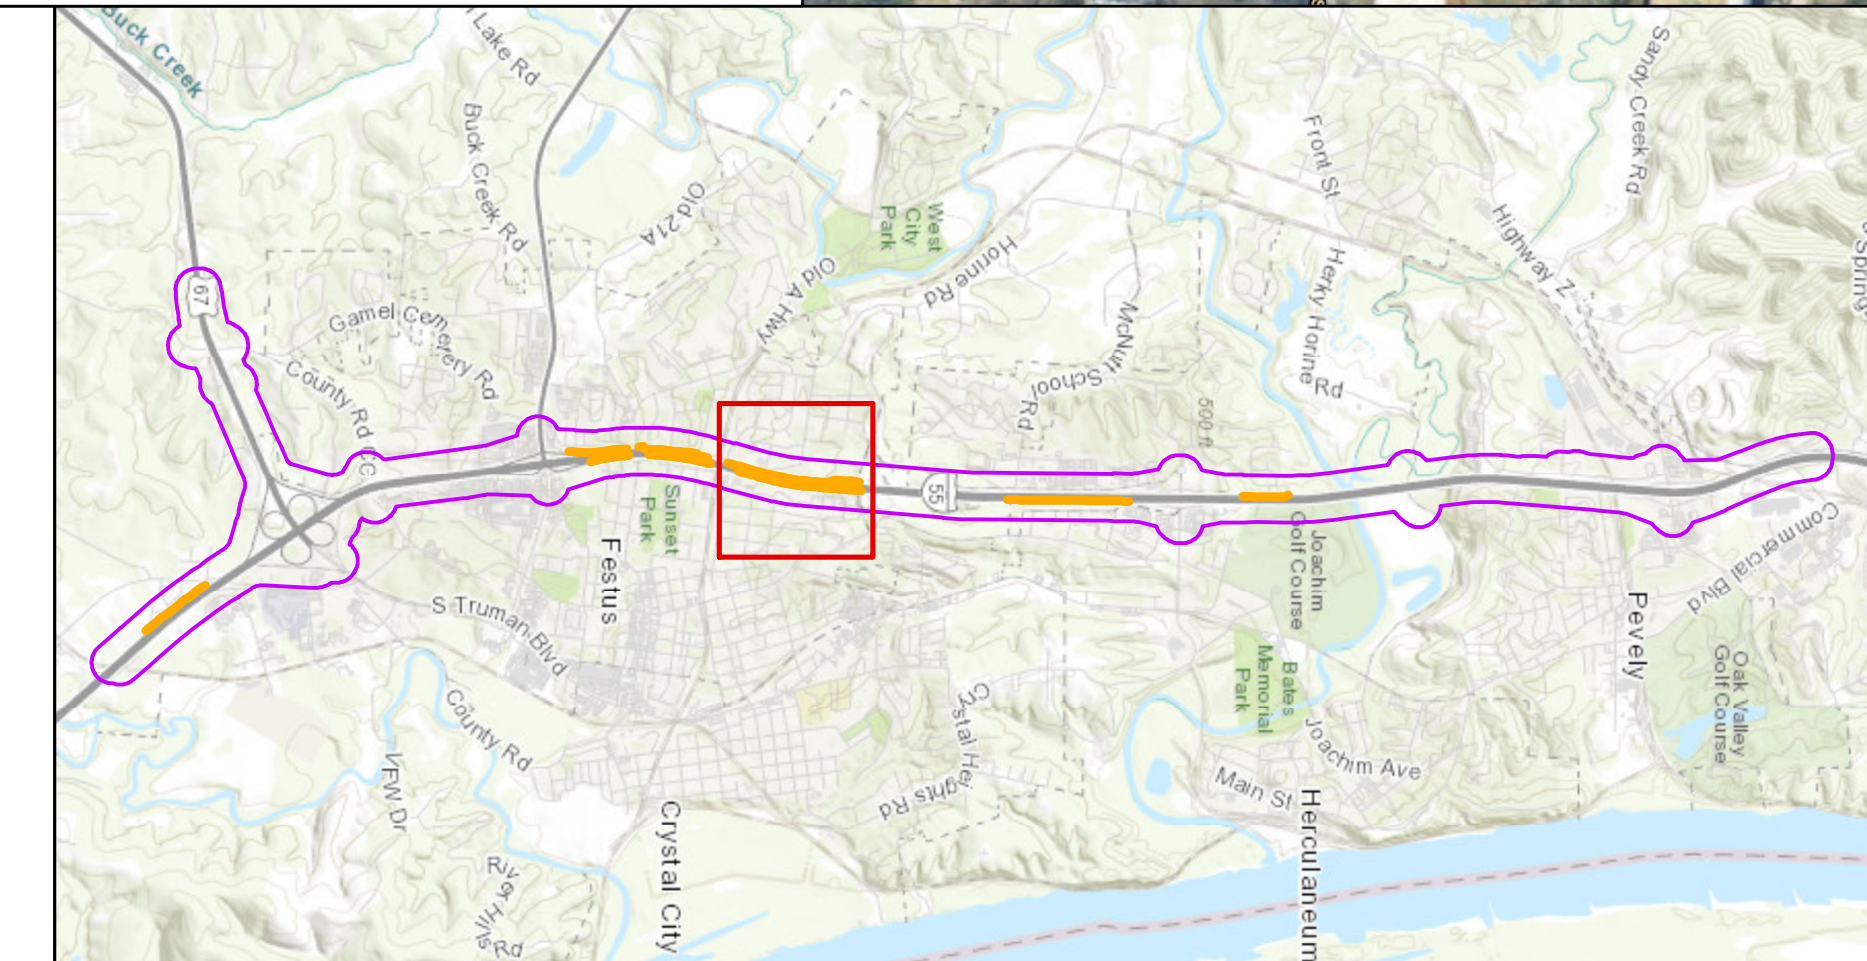 Buck Creek
Lake Rd
Buck Creek Rd
Old 21A
West
City
Park
Horine Rd
Old A Hwy
McNutt School
Rd
500 ft
Front St
Herky Horine
Rd
Highway Z
Sandy Creek Rd
Spring
67
Gamel Cemetery Rd
County Rd CC
55
Sunset
Park
Festus
S Truman Blvd
Joachim
Golf Course
Pevely
Commercial Blvd
Oak Valley
Golf Course
Bates
Memorial
Park
Joachim Ave
Main St
Herculaneum
Crystal Heights Rd
Crystal City
County Rd
VFW Dr
River Hills
Rd